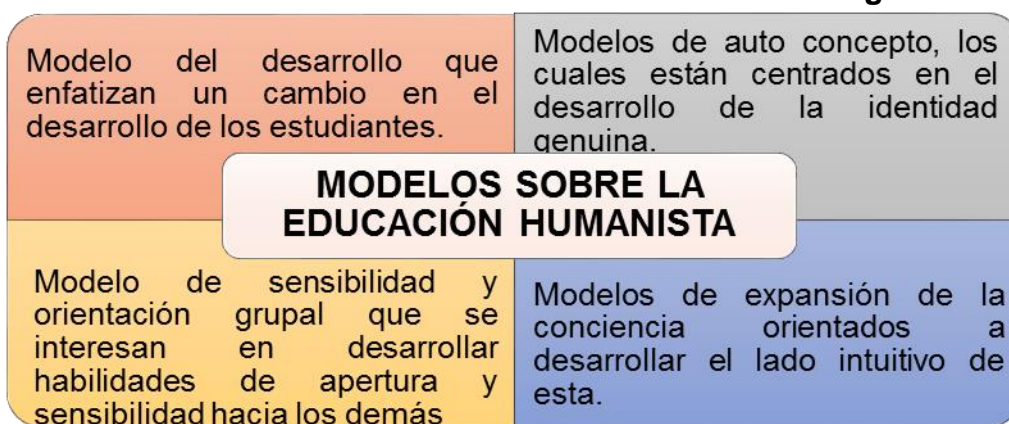 Modelo del desarrollo que
enfatizan un cambio en el
desarrollo de los estudiantes.
Modelos de auto concepto, los
cuales están centrados en el
desarrollo de la identidad
genuina.
MODELOS SOBRE LA
EDUCACIÓN HUMANISTA
Modelo de sensibilidad y
orientación grupal que se
interesan en desarrollar
habilidades de apertura y
sensibilidad hacia los demás
Modelos de expansión de la
conciencia orientados a
desarrollar el lado intuitivo de
esta.